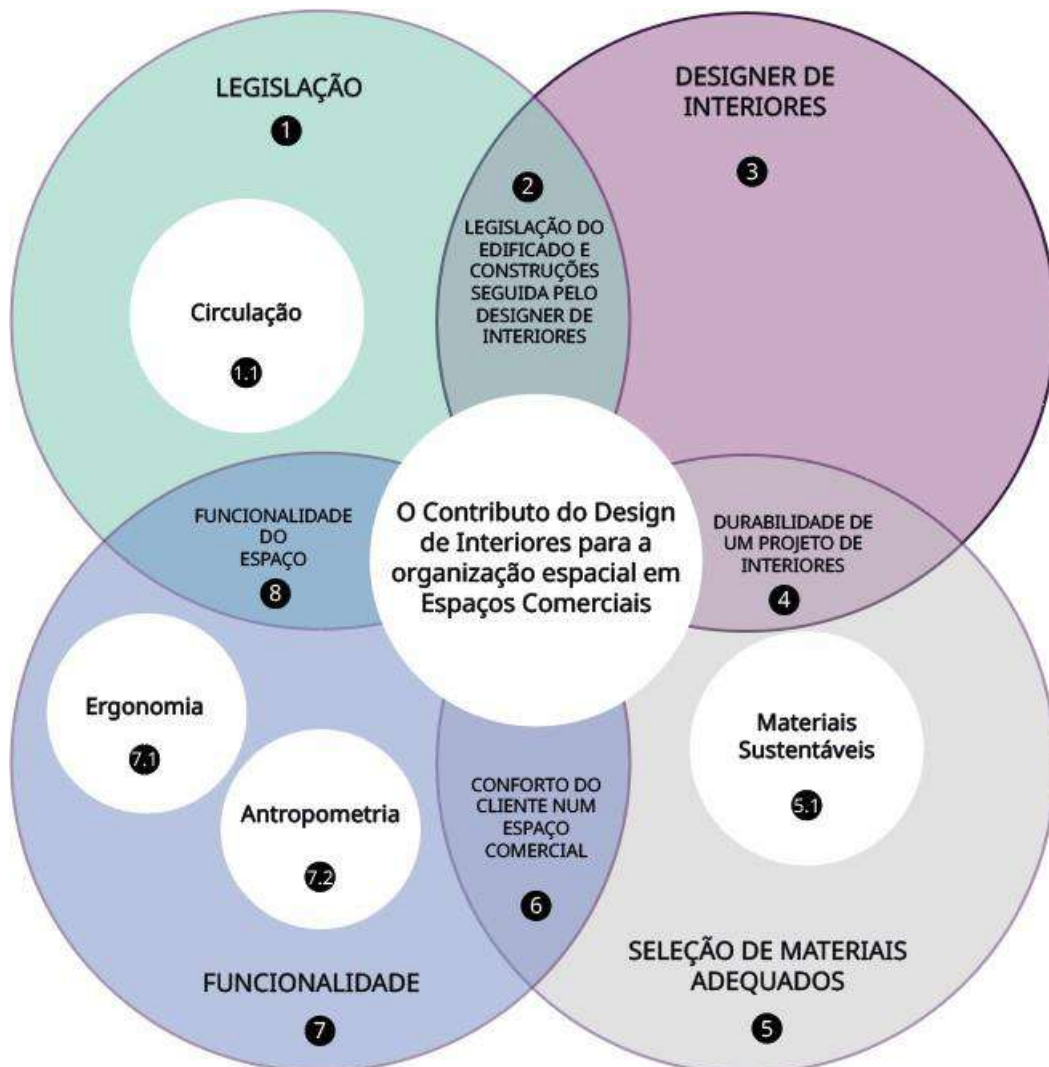 LEGISLAÇÃO
1
Circulação
1.1
2
LEGISLAÇÃO DO
EDIFICADO E
CONSTRUÇÕES
SEGUIDA PELO
DESIGNER DE
INTERIORES
DESIGNER DE
INTERIORES
3
O Contributo do Design
de Interiores para a
organização espacial em
Espaços Comerciais
DURABILIDADE DE
UM PROJETO DE
INTERIORES
4
Materiais
Sustentáveis
5.1
SELEÇÃO DE MATERIAIS
ADEQUADOS
5
CONFORTO DO
CLIENTE NUM
ESPAÇO
COMERCIAL
6
FUNCIONALIDADE
7
Ergonomia
7.1
Antropometria
7.2
FUNCIONALIDADE
DO
ESPAÇO
8